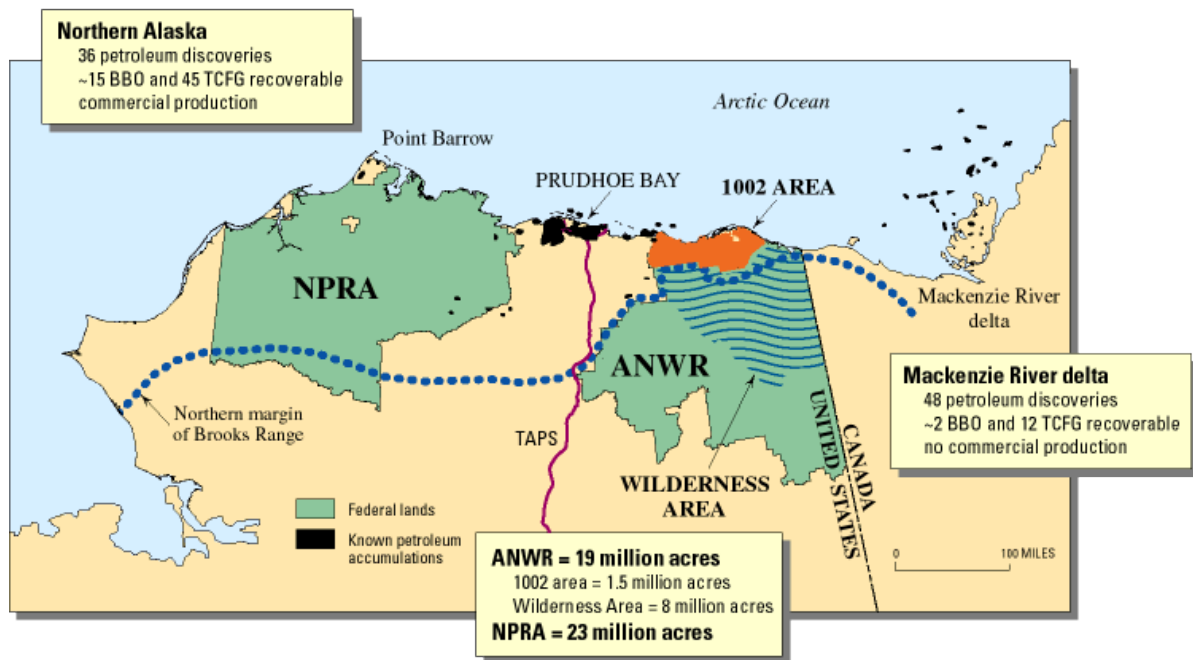 Northern Alaska
36 petroleum discoveries
~15 BBO and 45 TCFG recoverable
commercial production
Arctic Ocean
Point Barrow
PRUDHOE BAY
1002 AREA
NPRA
Mackenzie River
delta
ANWR
Mackenzie River delta
48 petroleum discoveries
~2 BBO and 12 TCFG recoverable
no commercial production
Northern margin
of Brooks Range
TAPS
CANADA
UNITED STATES
WILDERNESS
AREA
Federal lands
Known petroleum
accumulations
0 100 MILES
ANWR = 19 million acres
1002 area = 1.5 million acres
Wilderness Area = 8 million acres
NPRA = 23 million acres